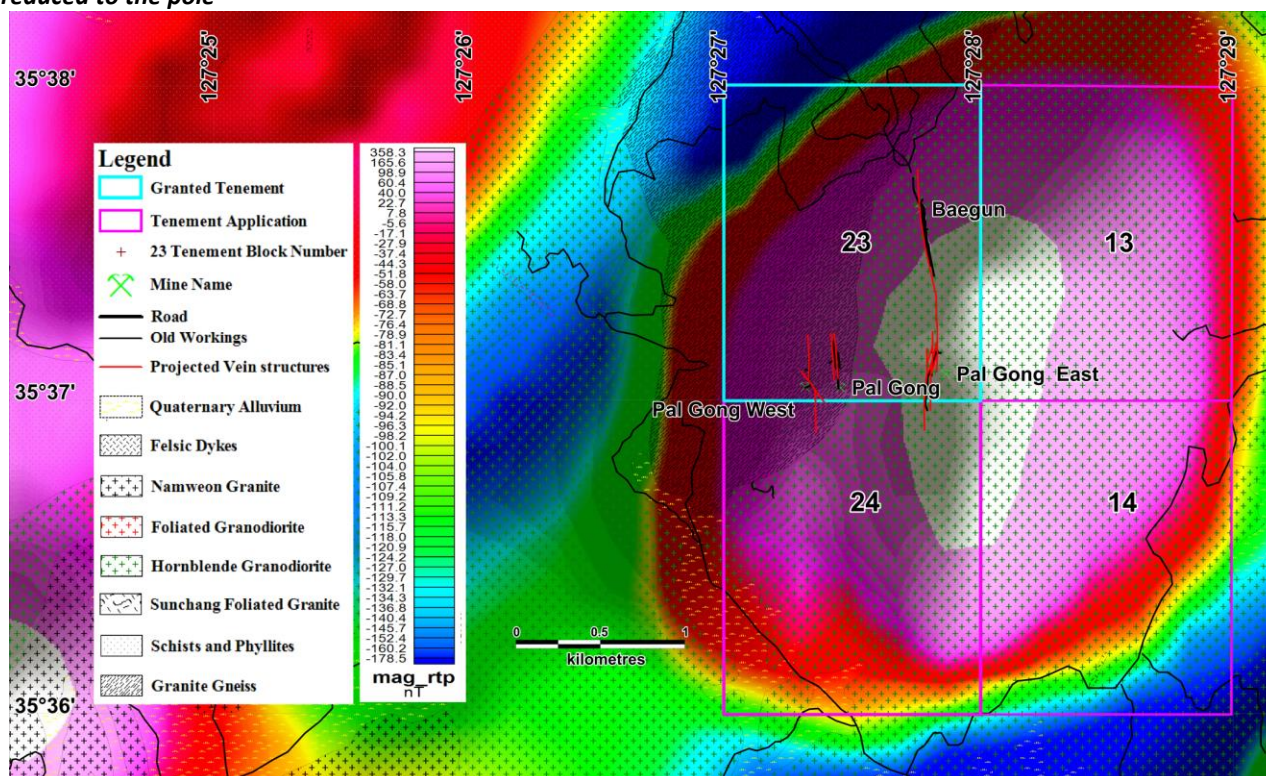 reduced to the pole
127°25'
127°26'
127°27'
127°28'
127°29'
35°38'
35°37'
35°36'
Legend
Granted Tenement
Tenement Application
23 Tenement Block Number
Mine Name
Road
Old Workings
Projected Vein structures
Quaternary Alluvium
Felsic Dykes
Namweon Granite
Foliated Granodiorite
Hornblende Granodiorite
Sunchang Foliated Granite
Schists and Phyllites
Granite Gneiss
358.3
165.6
98.9
60.4
40.0
22.7
7.8
-5.6
-17.1
-27.9
-37.4
-44.3
-51.8
-58.0
-63.7
-68.8
-72.7
-76.4
-78.9
-81.1
-83.4
-85.1
-87.0
-88.5
-90.0
-92.0
-94.2
-96.3
-98.2
-100.1
-102.0
-104.0
-105.8
-107.4
-109.2
-111.2
-113.3
-115.7
-118.0
-120.9
-124.2
-127.0
-129.7
-132.1
-134.3
-136.8
-140.4
-145.7
-152.4
-160.2
-178.5
mag_rtp
nT
0 0.5 1
kilometres
23
Baegun
13
Pal Gong East
Pal Gong
Pal Gong West
24
14